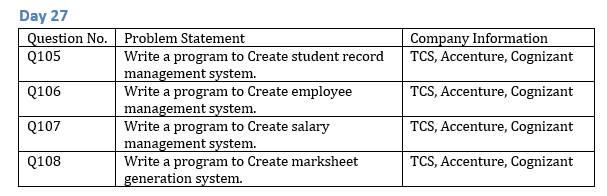 Day 27
Question No. Problem Statement Company Information
Q105 Write a program to Create student record TCS, Accenture, Cognizant
management system.
Q106 Write a program to Create employee TCS, Accenture, Cognizant
management system.
Q107 Write a program to Create salary TCS, Accenture, Cognizant
management system.
Q108 Write a program to Create marksheet TCS, Accenture, Cognizant
generation system.